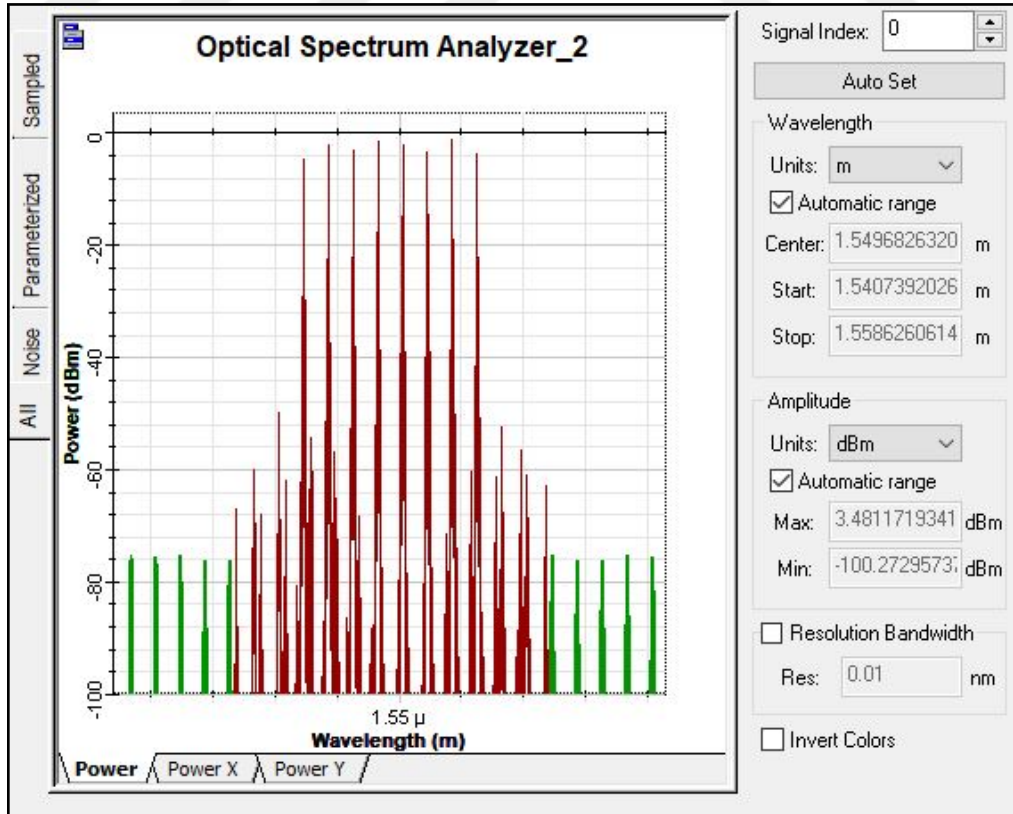 Optical Spectrum Analyzer_2
Sampled
Parameterized
Noise
All
Power (dBm)
0
-20
-40
-60
-80
-100
1.55 µ
Wavelength (m)
Power
Power X
Power Y
Signal Index: 0
Auto Set
Wavelength
Units: m
Automatic range
Center: 1.5496826320 m
Start: 1.5407392026 m
Stop: 1.5586260614 m
Amplitude
Units: dBm
Automatic range
Max: 3.4811719341 dBm
Min: -100.27295737 dBm
Resolution Bandwidth
Res: 0.01 nm
Invert Colors